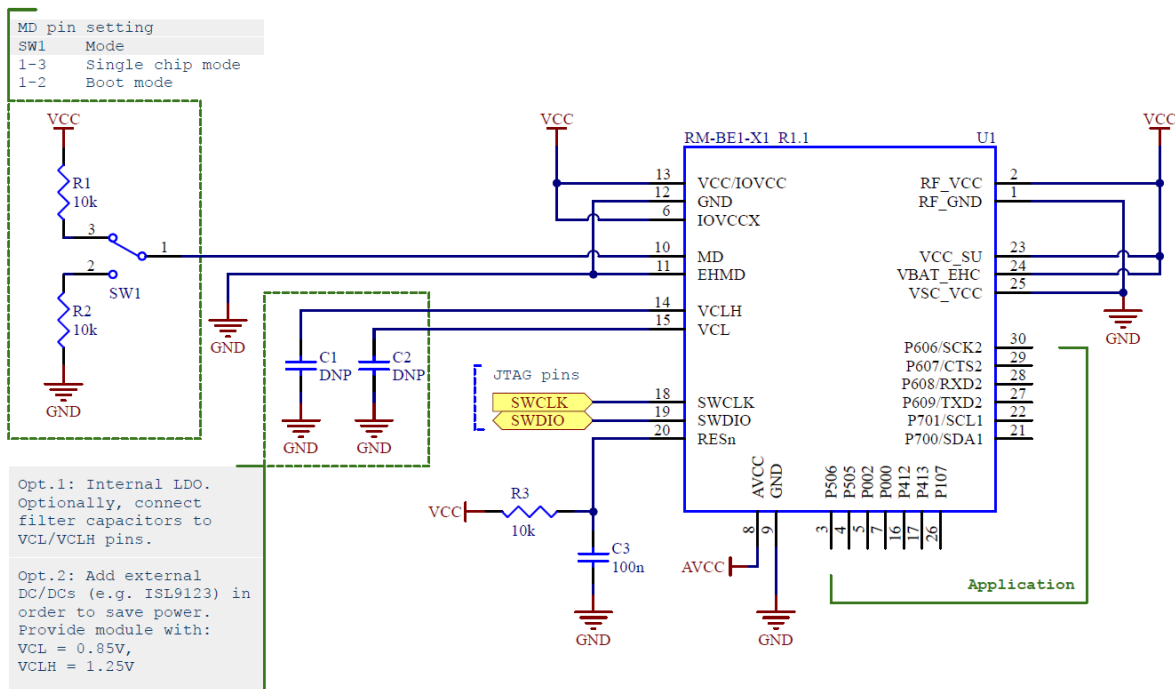 MD pin setting
SW1 Mode
1-3 Single chip mode
1-2 Boot mode
VCC
R1
10k
3
1
2
SW1
R2
10k
GND
GND
VCC
RM-BE1-X1 R1.1 U1
13 VCC/IOVCC
12 GND
6 IOVCCX
10 MD
11 EHMD
14 VCLH
15 VCL
18 SWCLK
19 SWDIO
20 RESn
VCC
RF_VCC 2
RF_GND 1
VCC_SU 23
VBAT_EHC 24
VSC_VCC 25
GND
P606/SCK2 30
P607/CTS2 29
P608/RXD2 28
P609/TXD2 27
P701/SCL1 22
P700/SDA1 21
C1
DNP
C2
DNP
GND
GND
JTAG pins
SWCLK
SWDIO
AVCC
GND
P506
P505
P002
P000
P412
P413
P107
8
9
3
4
5
7
16
17
26
VCC
R3
10k
C3
100n
GND
AVCC
GND
Application
Opt.1: Internal LDO.
Optionally, connect
filter capacitors to
VCL/VCLH pins.
Opt.2: Add external
DC/DCs (e.g. ISL9123) in
order to save power.
Provide module with:
VCL = 0.85V,
VCLH = 1.25V